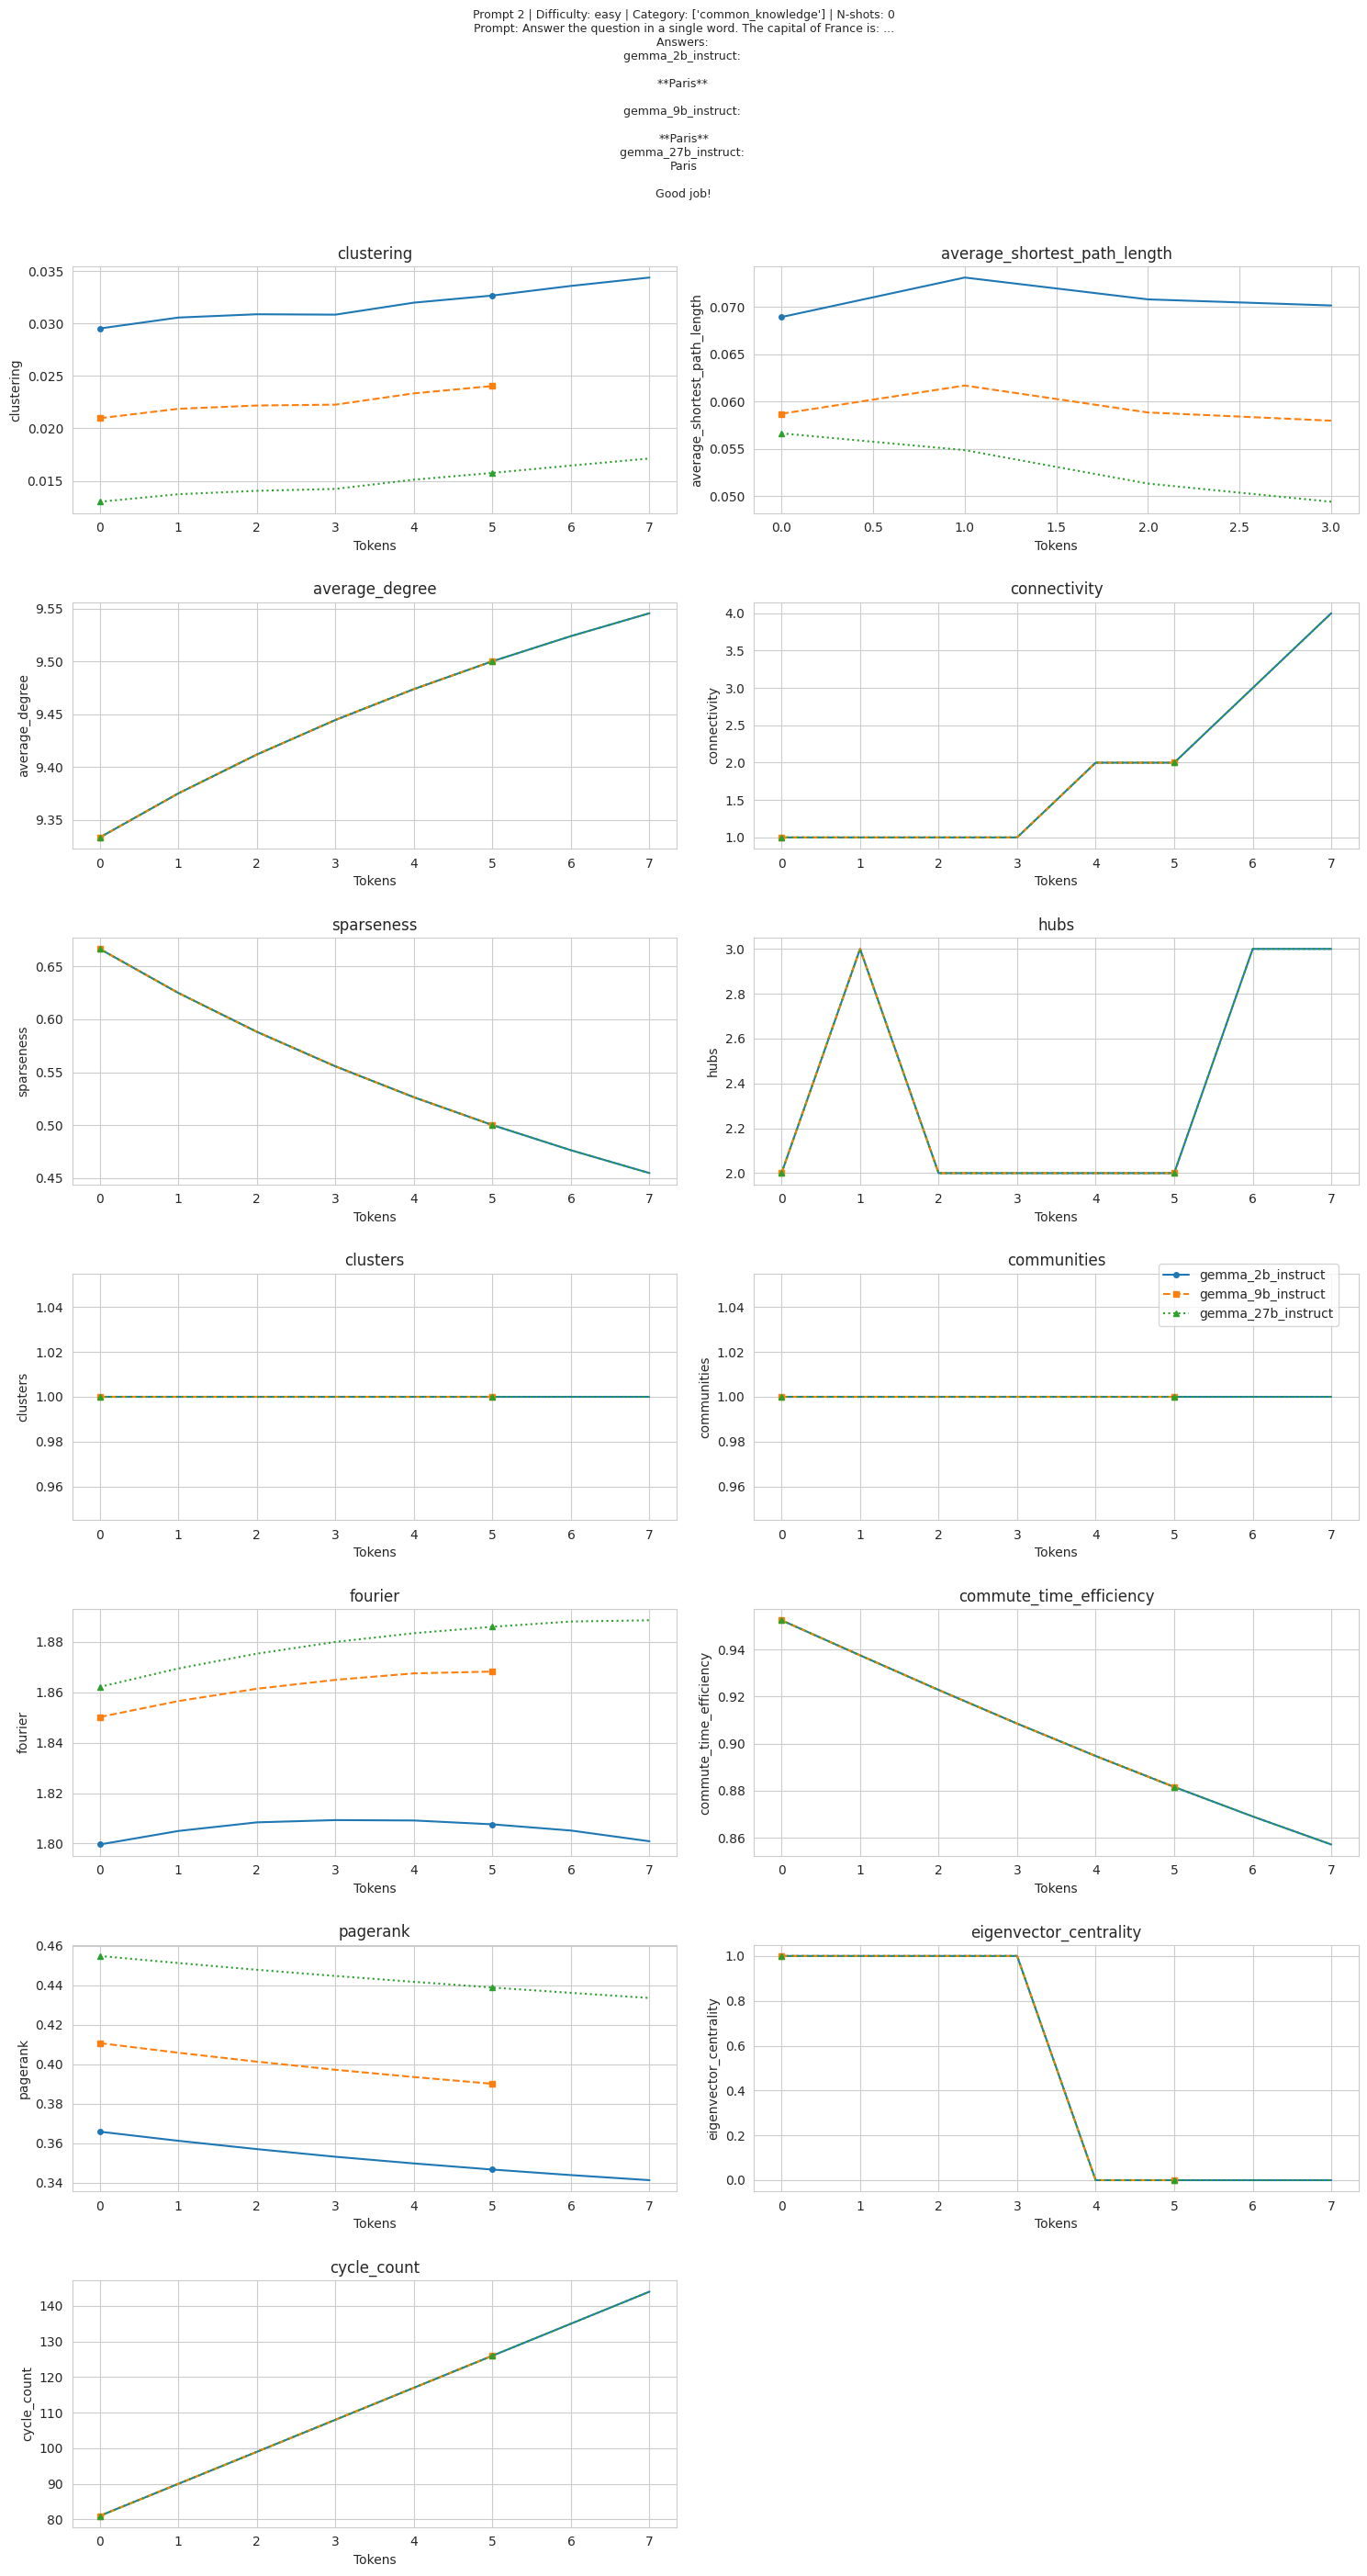 Prompt 2 | Difficulty: easy | Category: ['common_knowledge'] | N-shots: 0
Prompt: Answer the question in a single word. The capital of France is: ...
Answers:
gemma_2b_instruct:
**Paris**
gemma_9b_instruct:
**Paris**
gemma_27b_instruct:
Paris
Good job!
clustering
0.035
0.030
0.025
0.020
0.015
clustering
0 1 2 3 4 5 6 7
Tokens
average_shortest_path_length
0.070
0.065
0.060
0.055
0.050
average_shortest_path_length
0.0 0.5 1.0 1.5 2.0 2.5 3.0
Tokens
average_degree
9.55
9.50
9.45
9.40
9.35
average_degree
0 1 2 3 4 5 6 7
Tokens
connectivity
4.0
3.5
3.0
2.5
2.0
1.5
1.0
connectivity
0 1 2 3 4 5 6 7
Tokens
sparseness
0.65
0.60
0.55
0.50
0.45
sparseness
0 1 2 3 4 5 6 7
Tokens
hubs
3.0
2.8
2.6
2.4
2.2
2.0
hubs
0 1 2 3 4 5 6 7
Tokens
clusters
1.04
1.02
1.00
0.98
0.96
clusters
0 1 2 3 4 5 6 7
Tokens
communities
gemma_2b_instruct
gemma_9b_instruct
gemma_27b_instruct
1.04
1.02
1.00
0.98
0.96
communities
0 1 2 3 4 5 6 7
Tokens
fourier
1.88
1.86
1.84
1.82
1.80
fourier
0 1 2 3 4 5 6 7
Tokens
commute_time_efficiency
0.94
0.92
0.90
0.88
0.86
commute_time_efficiency
0 1 2 3 4 5 6 7
Tokens
pagerank
0.46
0.44
0.42
0.40
0.38
0.36
0.34
pagerank
0 1 2 3 4 5 6 7
Tokens
eigenvector_centrality
1.0
0.8
0.6
0.4
0.2
0.0
eigenvector_centrality
0 1 2 3 4 5 6 7
Tokens
cycle_count
140
130
120
110
100
90
80
cycle_count
0 1 2 3 4 5 6 7
Tokens